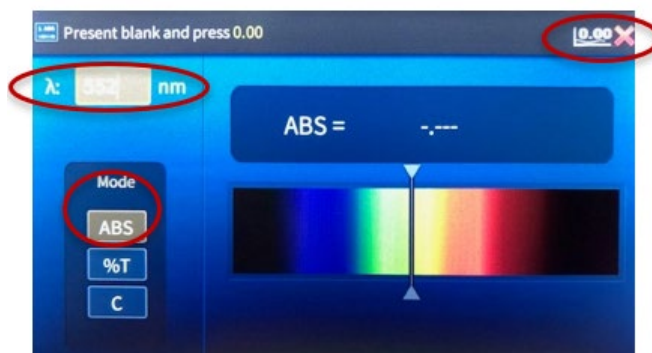 Present blank and press 0.00
0.00
λ: 552 nm
ABS = -.---
Mode
ABS
%T
C